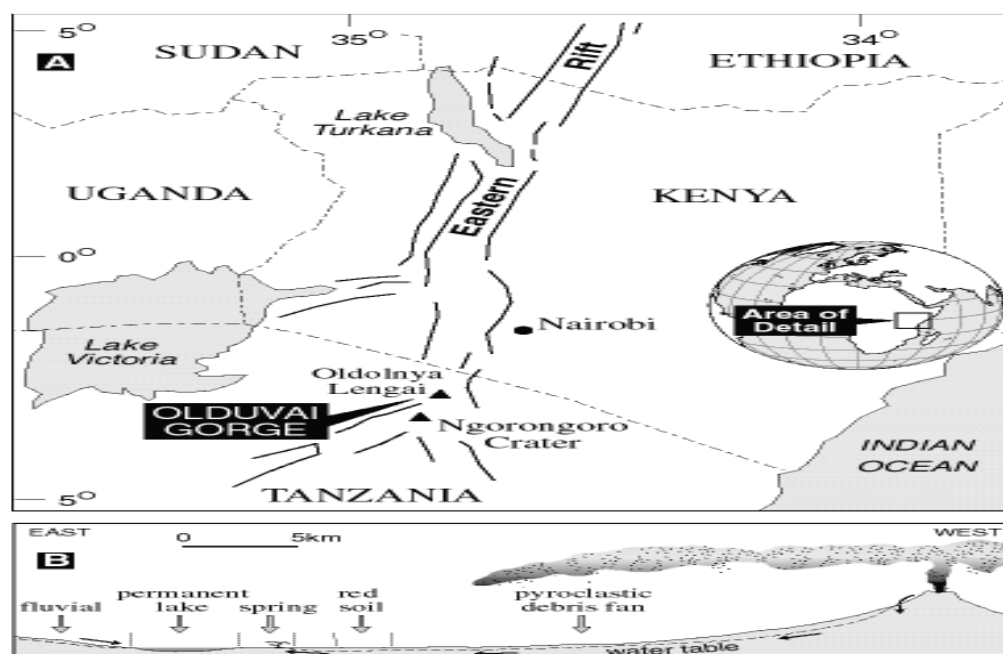 5°
35°
34°
A
SUDAN
ETHIOPIA
Rift
Lake
Turkana
UGANDA
KENYA
Eastern
0°
Nairobi
Area of
Detail
Lake
Victoria
Oldolnya
Lengai
OLDUVAI
GORGE
Ngorongoro
Crater
INDIAN
OCEAN
TANZANIA
5°
EAST
0
5km
WEST
B
fluvial
permanent
lake
spring
red
soil
pyroclastic
debris fan
water table